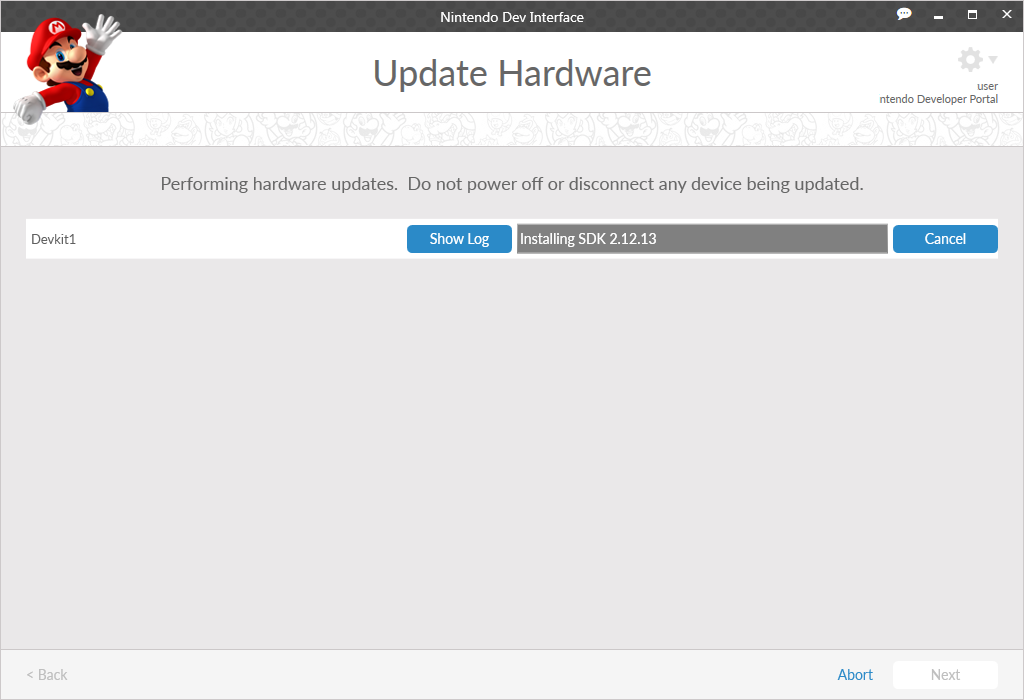 Nintendo Dev Interface
M
Update Hardware
user
ntendo Developer Portal
Performing hardware updates.  Do not power off or disconnect any device being updated.
Devkit1
Show Log
Installing SDK 2.12.13
Cancel
< Back
Abort
Next